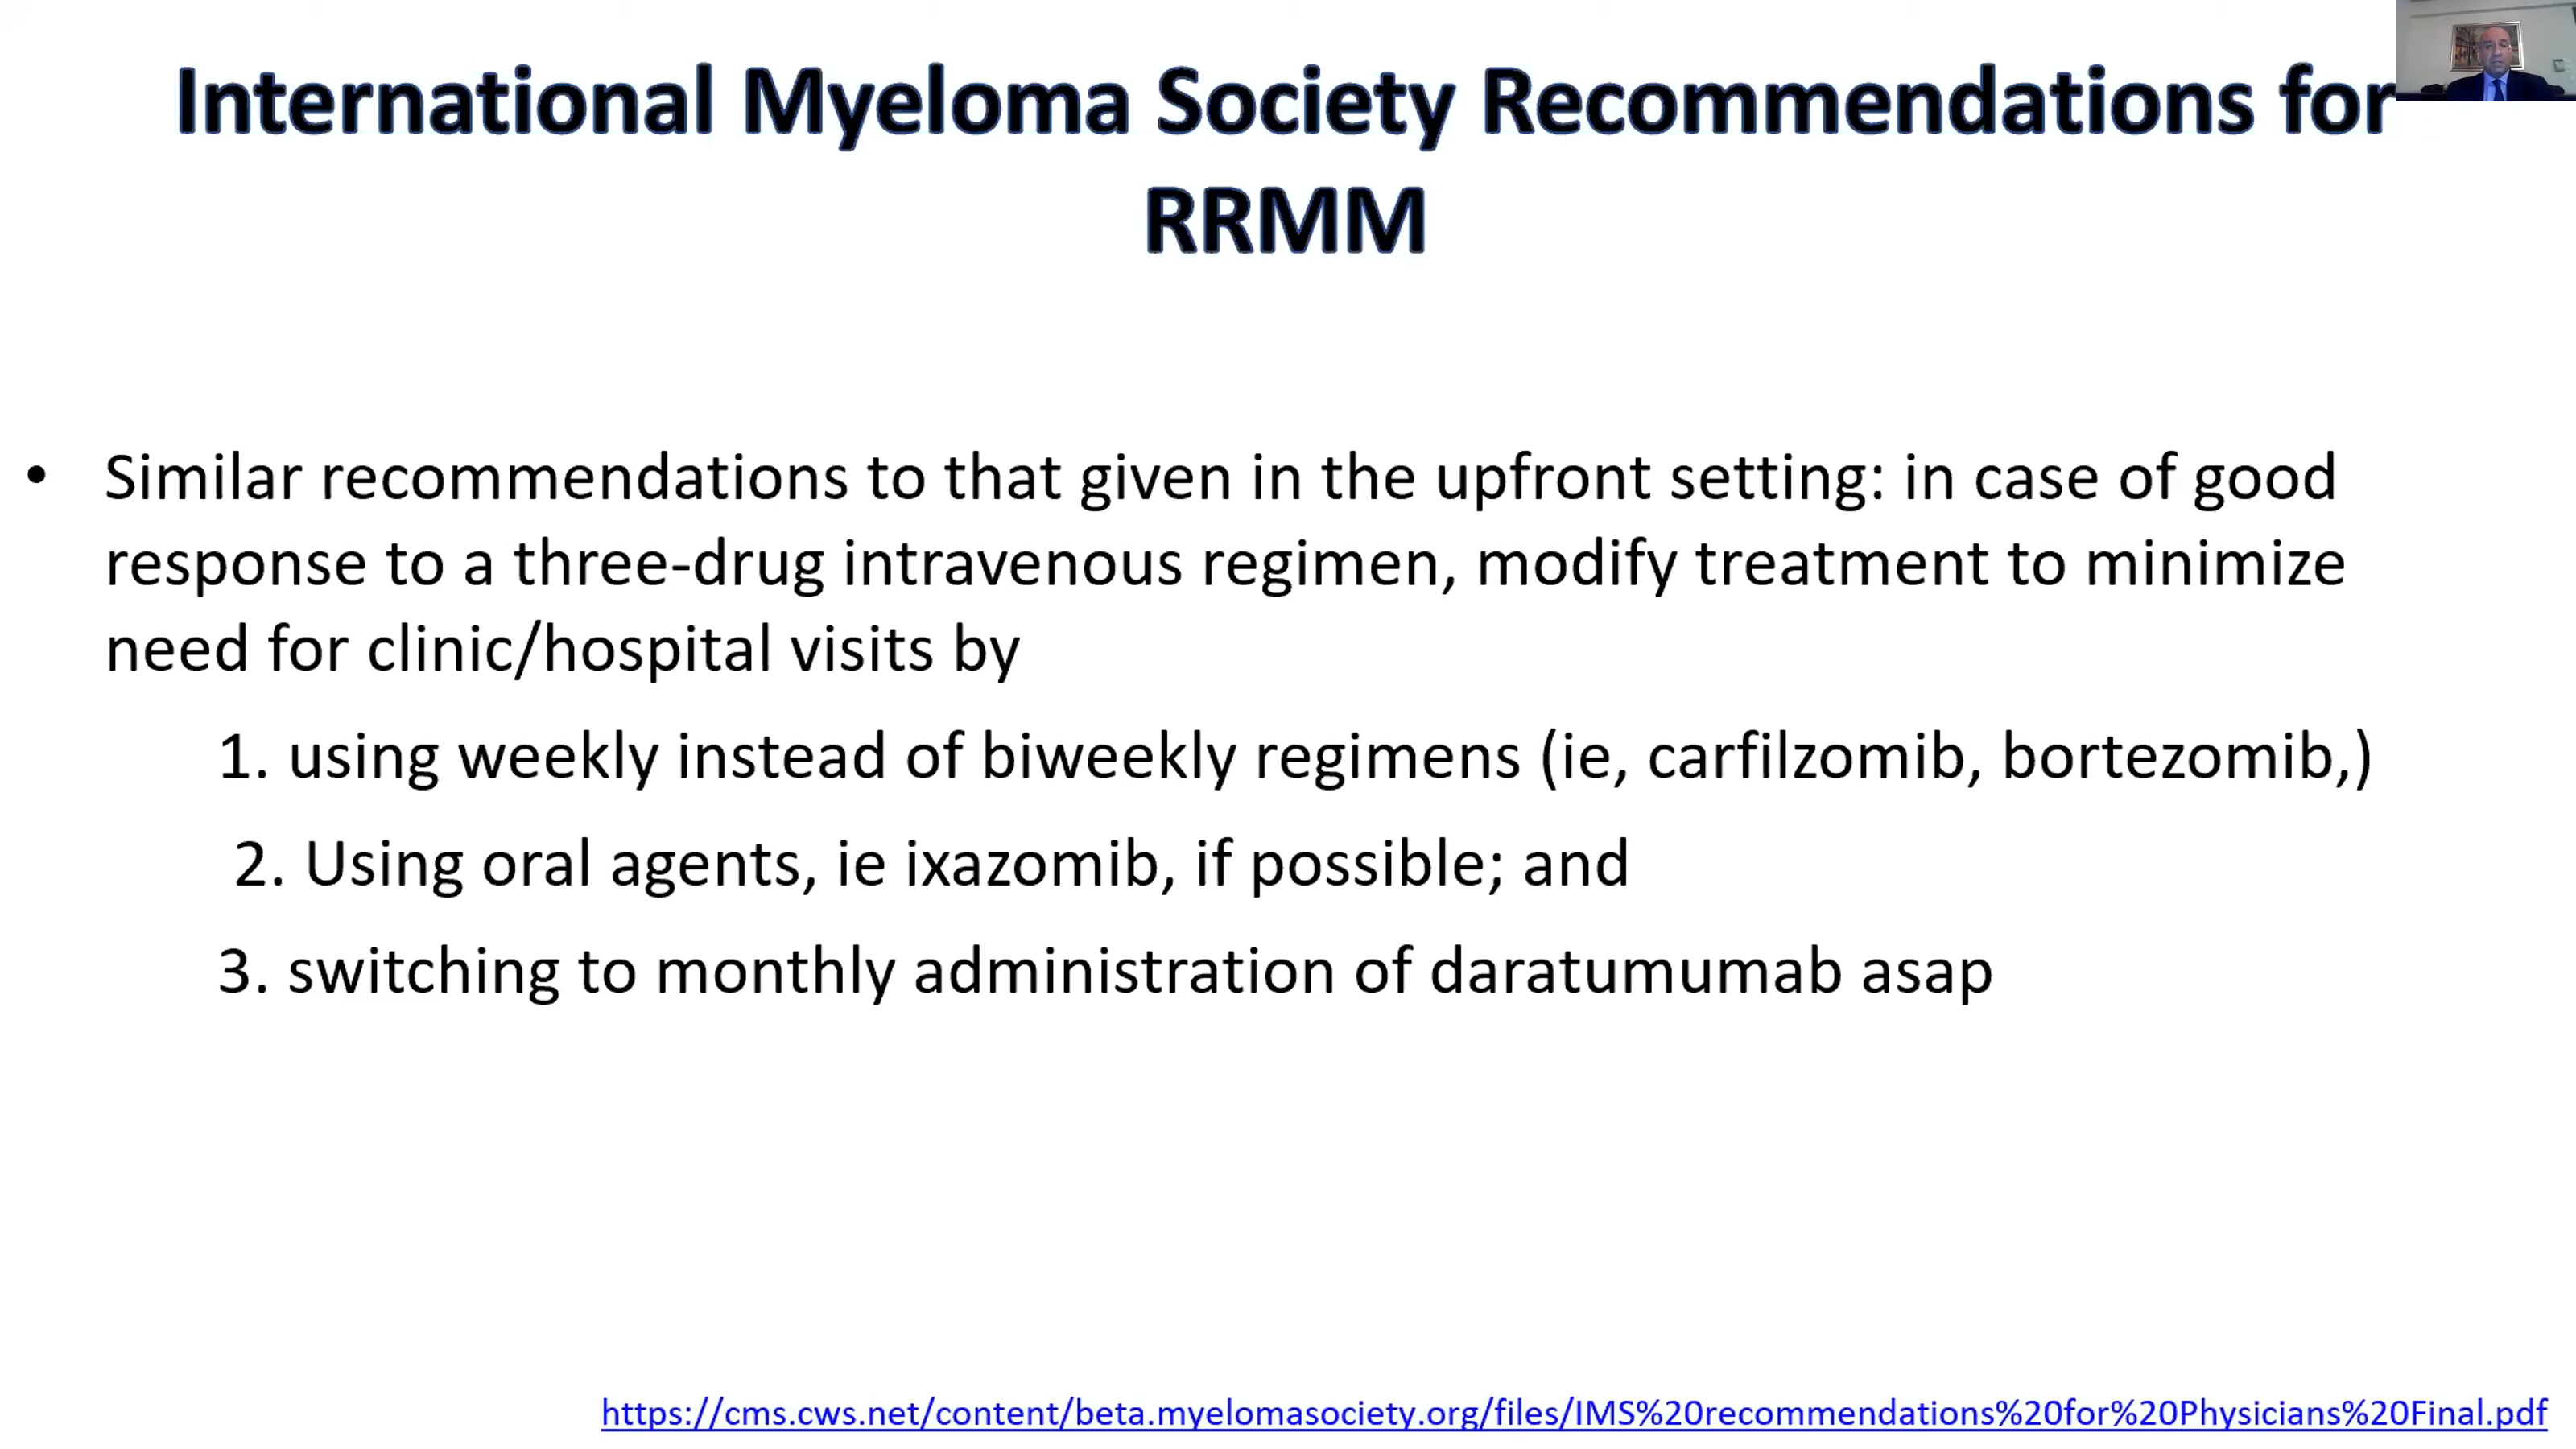 International Myeloma Society Recommendations for
RRMM
• Similar recommendations to that given in the upfront setting: in case of good
response to a three-drug intravenous regimen, modify treatment to minimize
need for clinic/hospital visits by
1. using weekly instead of biweekly regimens (ie, carfilzomib, bortezomib,)
2. Using oral agents, ie ixazomib, if possible; and
3. switching to monthly administration of daratumumab asap
https://cms.cws.net/content/beta.myelomasociety.org/files/IMS%20recommendations%20for%20Physicians%20Final.pdf